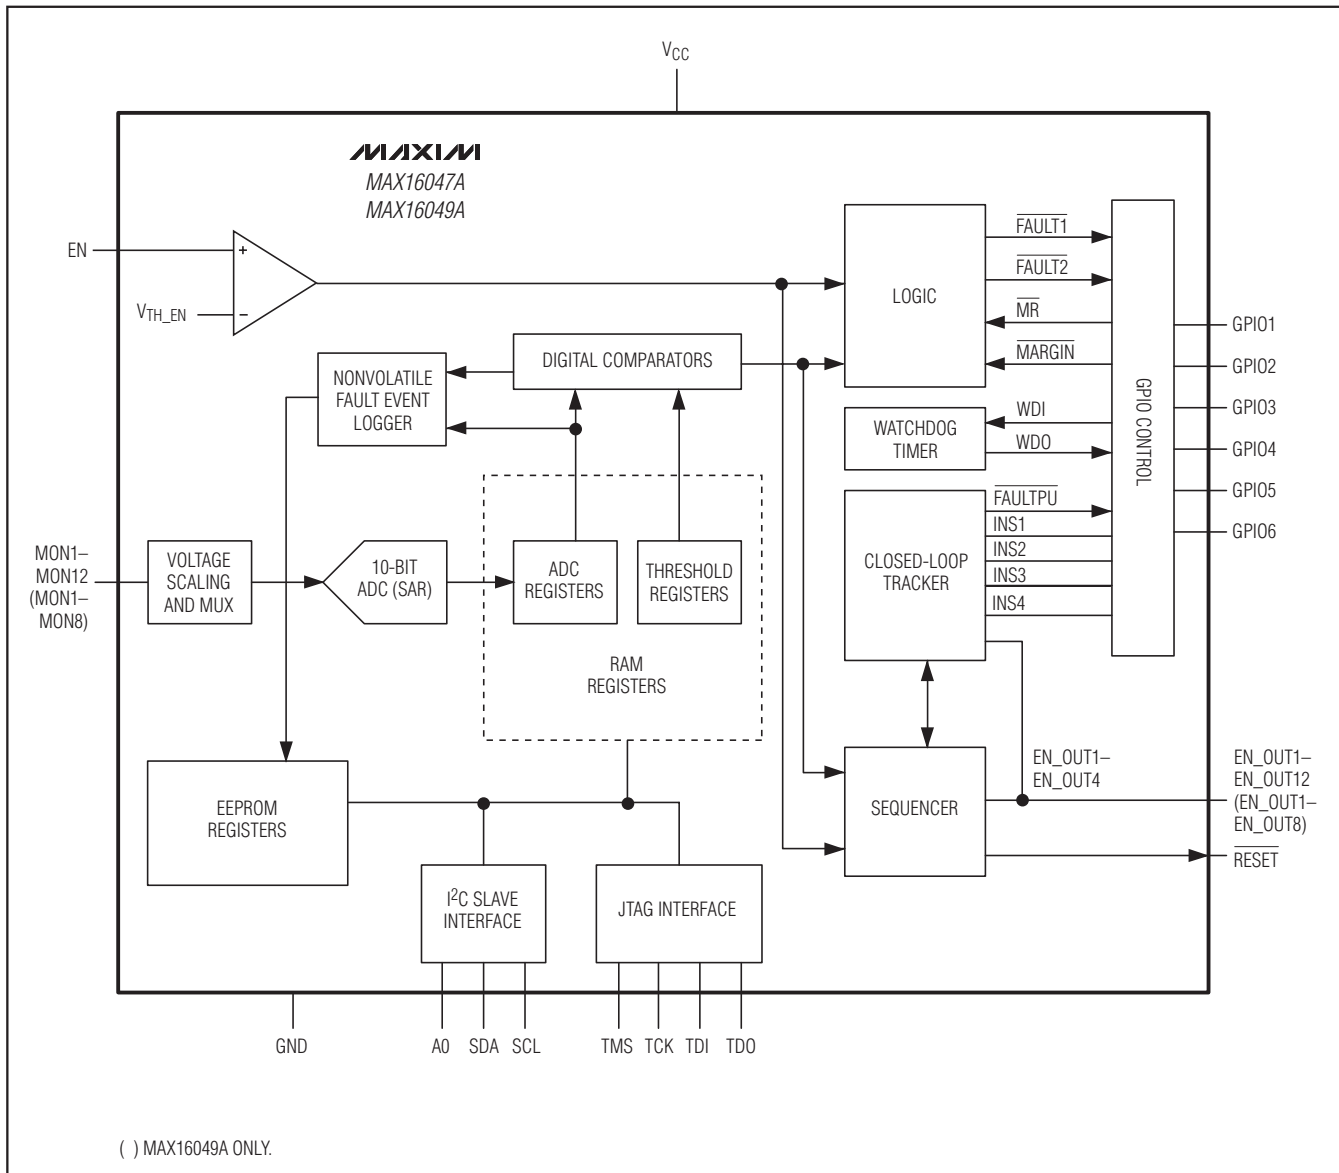 VCC
MAXIM
MAX16047A
MAX16049A
EN
+
VTH_EN
−
LOGIC
FAULT1
FAULT2
MR
MARGIN
DIGITAL COMPARATORS
NONVOLATILE
FAULT EVENT
LOGGER
WATCHDOG
TIMER
WDI
WDO
GPIO CONTROL
GPIO1
GPIO2
GPIO3
GPIO4
GPIO5
GPIO6
MON1–
MON12
(MON1–
MON8)
VOLTAGE
SCALING
AND MUX
10-BIT
ADC (SAR)
ADC
REGISTERS
THRESHOLD
REGISTERS
RAM
REGISTERS
CLOSED-LOOP
TRACKER
FAULTPU
INS1
INS2
INS3
INS4
EEPROM
REGISTERS
SEQUENCER
EN_OUT1–
EN_OUT4
EN_OUT1–
EN_OUT12
(EN_OUT1–
EN_OUT8)
RESET
I²C SLAVE
INTERFACE
JTAG INTERFACE
GND
A0
SDA
SCL
TMS
TCK
TDI
TDO
( ) MAX16049A ONLY.